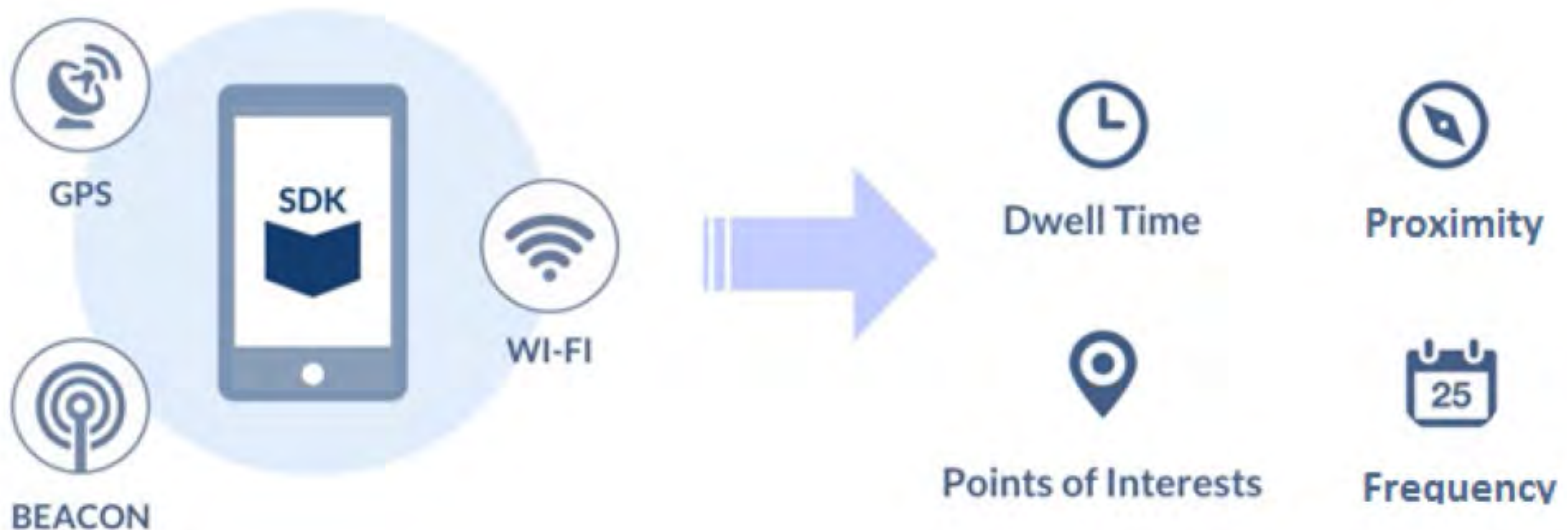 GPS
SDK
WI-FI
BEACON
Dwell Time
Proximity
25
Points of Interests
Frequency